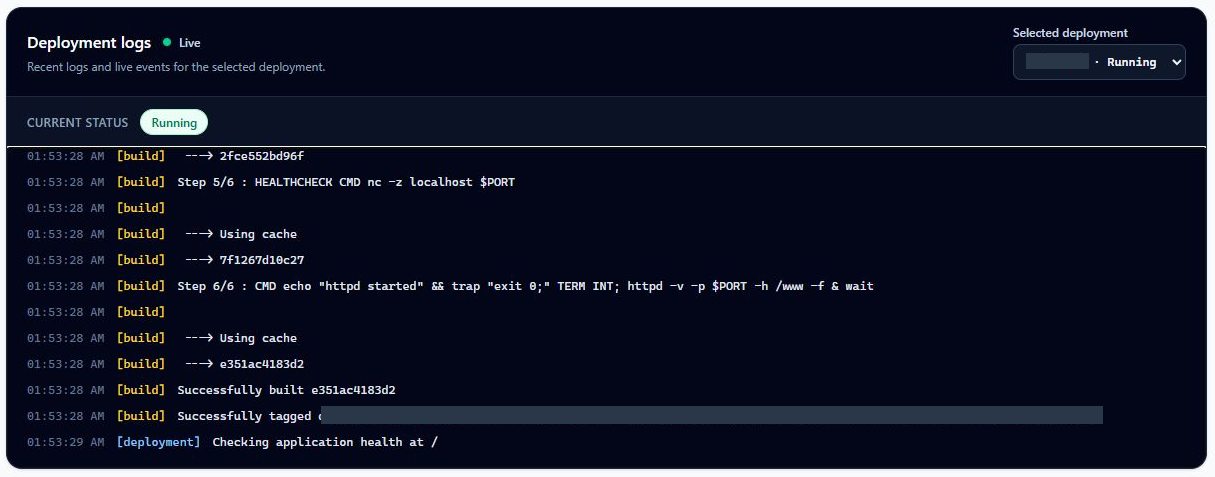 Deployment logs Live
Recent logs and live events for the selected deployment.
Selected deployment
· Running
CURRENT STATUS Running
01:53:28 AM [build] ---> 2fce552bd96f
01:53:28 AM [build] Step 5/6 : HEALTHCHECK CMD nc -z localhost $PORT
01:53:28 AM [build]
01:53:28 AM [build] ---> Using cache
01:53:28 AM [build] ---> 7f1267d10c27
01:53:28 AM [build] Step 6/6 : CMD echo "httpd started" && trap "exit 0;" TERM INT; httpd -v -p $PORT -h /www -f & wait
01:53:28 AM [build]
01:53:28 AM [build] ---> Using cache
01:53:28 AM [build] ---> e351ac4183d2
01:53:28 AM [build] Successfully built e351ac4183d2
01:53:28 AM [build] Successfully tagged
01:53:29 AM [deployment] Checking application health at /